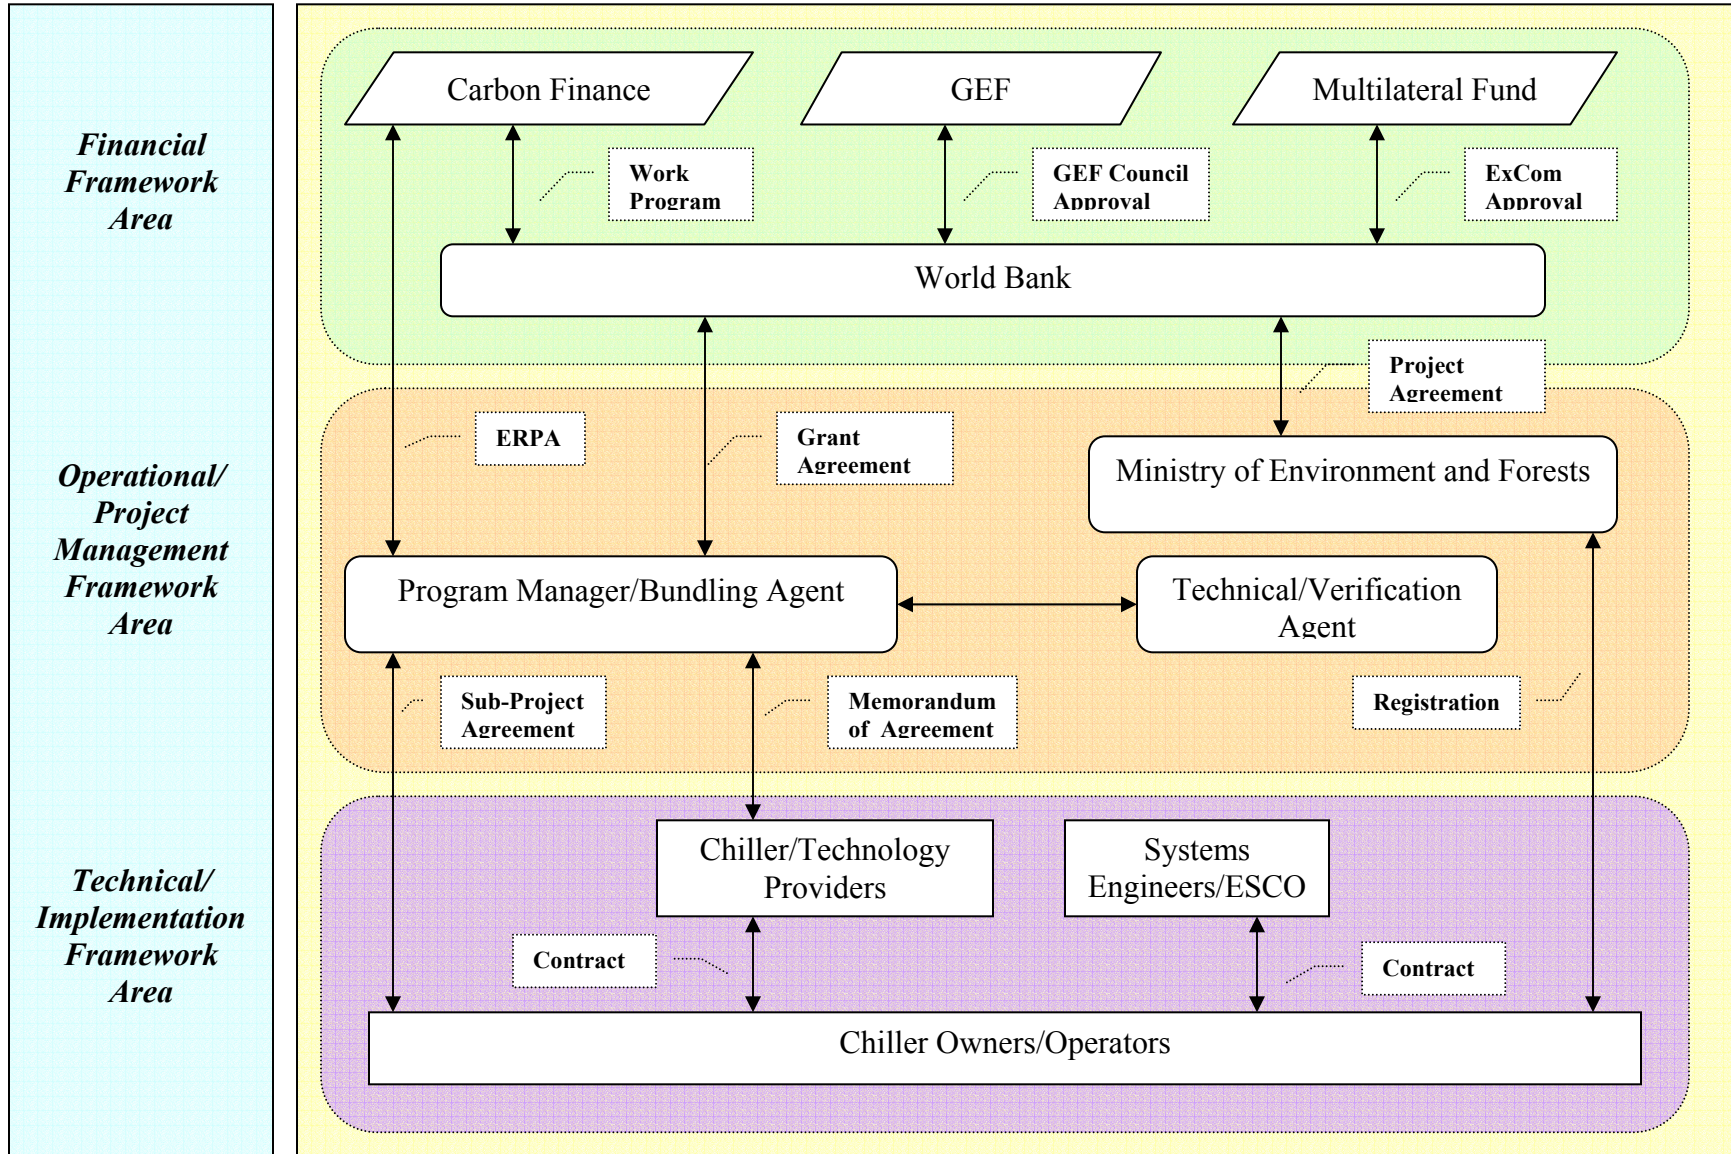 Financial
Framework
Area
Operational/
Project
Management
Framework
Area
Technical/
Implementation
Framework
Area
Carbon Finance
GEF
Multilateral Fund
Work
Program
GEF Council
Approval
ExCom
Approval
World Bank
Project
Agreement
ERPA
Grant
Agreement
Ministry of Environment and Forests
Program Manager/Bundling Agent
Technical/Verification
Agent
Sub-Project
Agreement
Memorandum
of Agreement
Registration
Chiller/Technology
Providers
Systems
Engineers/ESCO
Contract
Contract
Chiller Owners/Operators